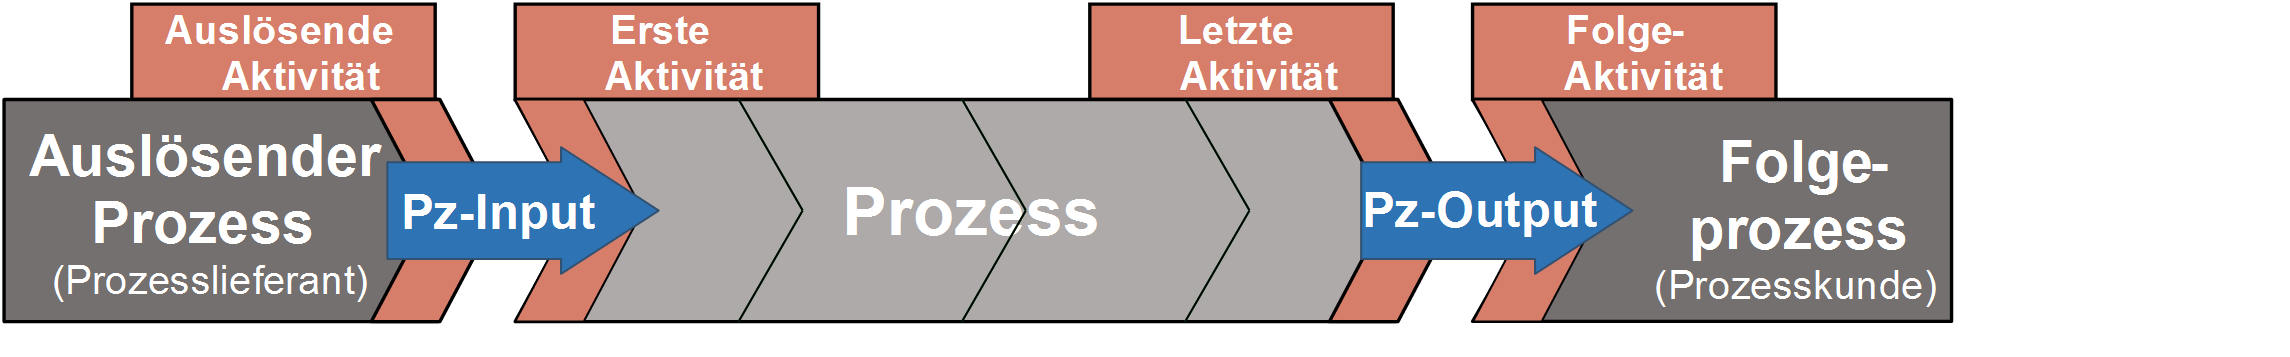 Auslösende
Aktivität
Erste
Aktivität
Letzte
Aktivität
Folge-
Aktivität
Auslösender
Prozess
(Prozesslieferant)
Pz-Input
Prozess
Pz-Output
Folge-
prozess
(Prozesskunde)